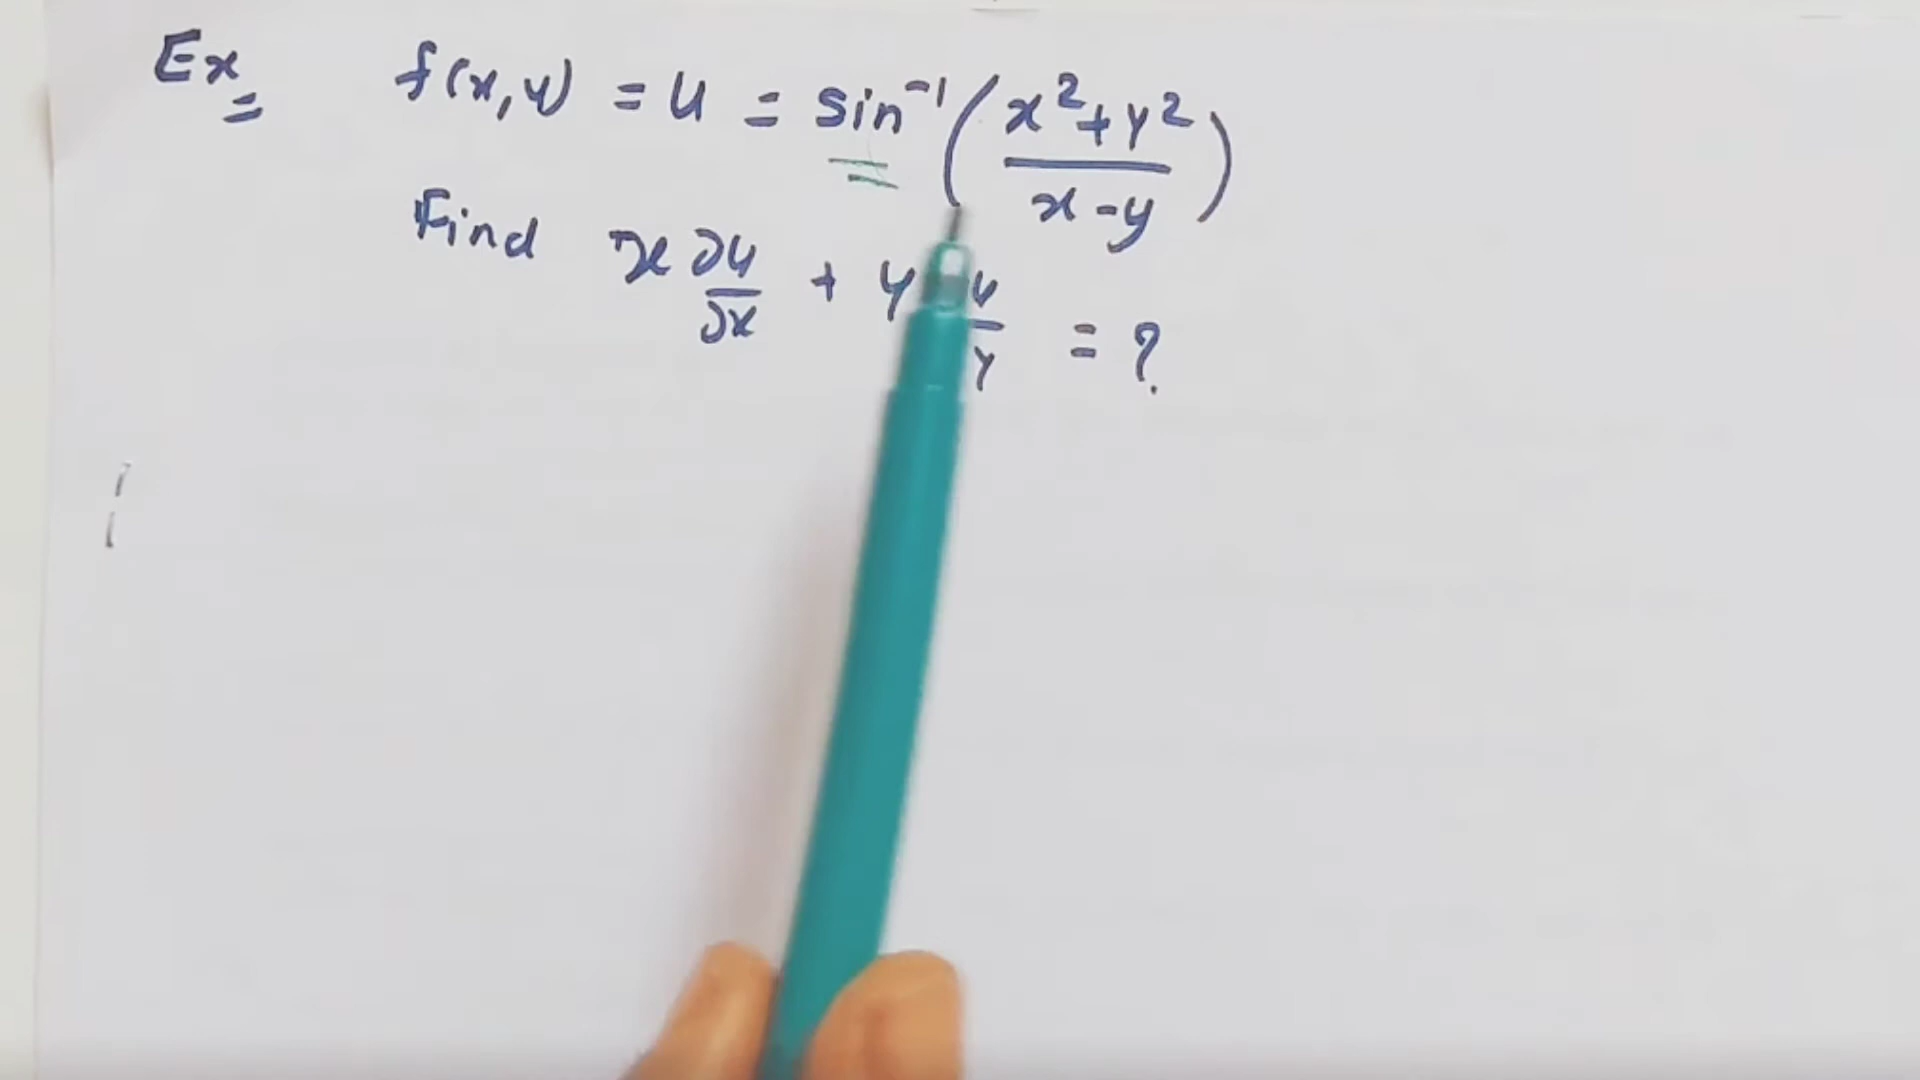 Ex f(x,y) = u = sin⁻¹ ( x²+y² / x-y )
Find x ∂u/∂x + y u/y = ?